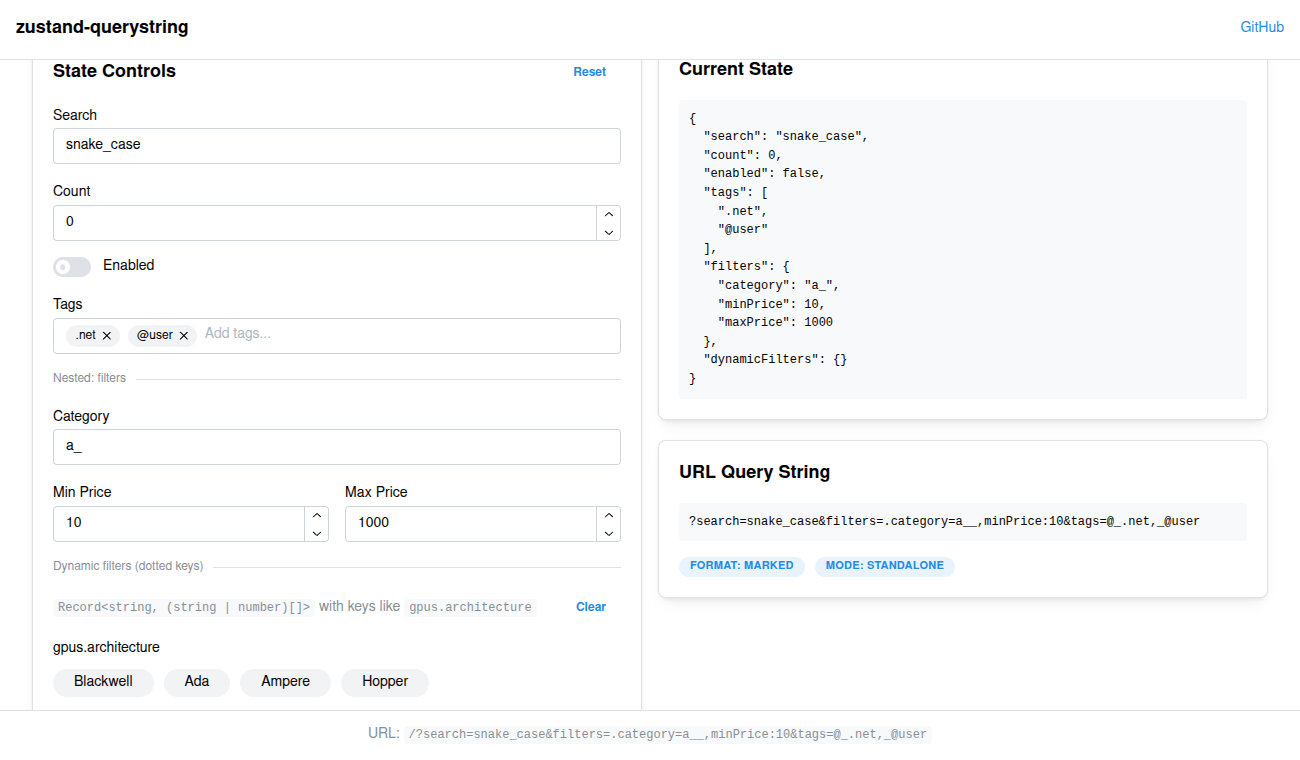 zustand-querystring
GitHub
State Controls
Reset
Search
snake_case
Count
0
Enabled
Tags
.net
@user
Add tags...
Nested: filters
Category
a_
Min Price
Max Price
10
1000
Dynamic filters (dotted keys)
Record<string, (string | number)[]> with keys like gpus.architecture
Clear
gpus.architecture
Blackwell
Ada
Ampere
Hopper
Current State
{
  "search": "snake_case",
  "count": 0,
  "enabled": false,
  "tags": [
    ".net",
    "@user"
  ],
  "filters": {
    "category": "a_",
    "minPrice": 10,
    "maxPrice": 1000
  },
  "dynamicFilters": {}
}
URL Query String
?search=snake_case&filters=.category=a__,minPrice:10&tags=@_.net,_@user
FORMAT: MARKED
MODE: STANDALONE
URL: /?search=snake_case&filters=.category=a__,minPrice:10&tags=@_.net,_@user